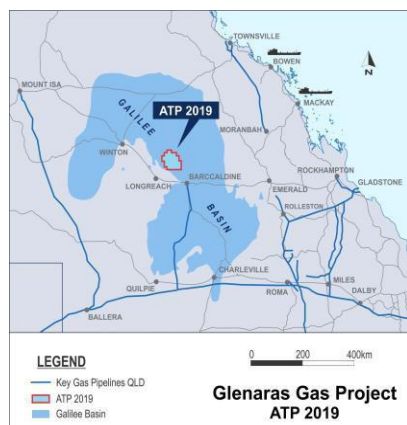 TOWNSVILLE
BOWEN
MOUNT ISA
MACKAY
N
GALILEE
ATP 2019
MORANBAH
WINTON
ROCKHAMPTON
GLADSTONE
LONGREACH
BARCCALDINE
EMERALD
ROLLESTON
BASIN
CHARLEVILLE
QUILPIE
ROMA
MILES
DALBY
BALLERA
LEGEND
0 200 400km
Key Gas Pipelines QLD
ATP 2019
Galilee Basin
Glenaras Gas Project
ATP 2019